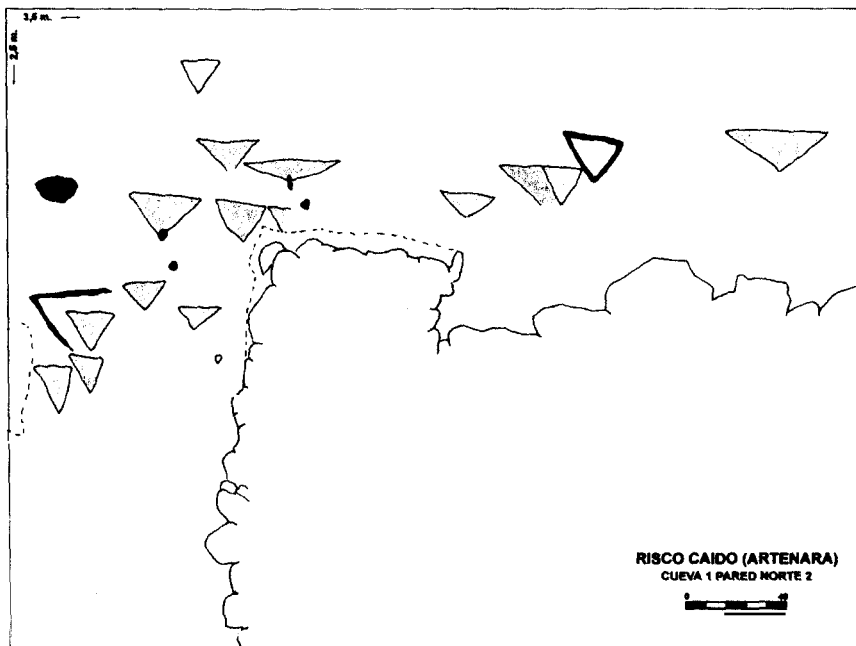 3,5 m.
2,5 m.
RISCO CAIDO (ARTENARA)
CUEVA 1 PARED NORTE 2
0 40